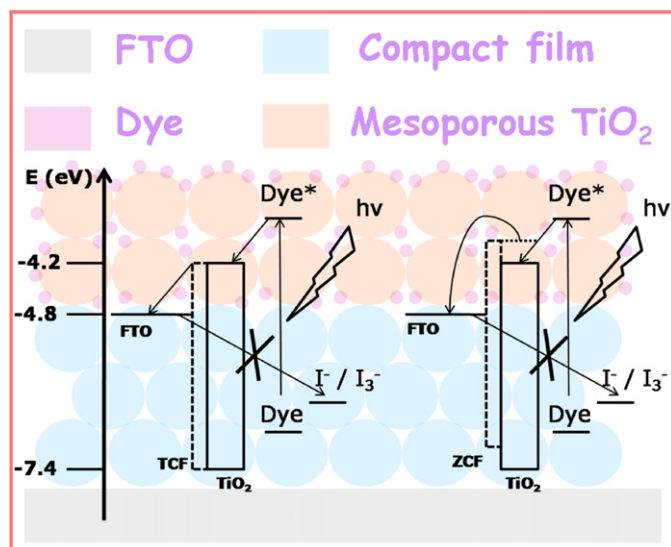 FTO
Compact film
Dye
Mesoporous TiO₂
E (eV)
Dye*
hv
Dye*
hv
-4.2
-4.8
FTO
FTO
I⁻ / I₃⁻
I⁻ / I₃⁻
Dye
Dye
-7.4
TCF
TiO₂
ZCF
TiO₂